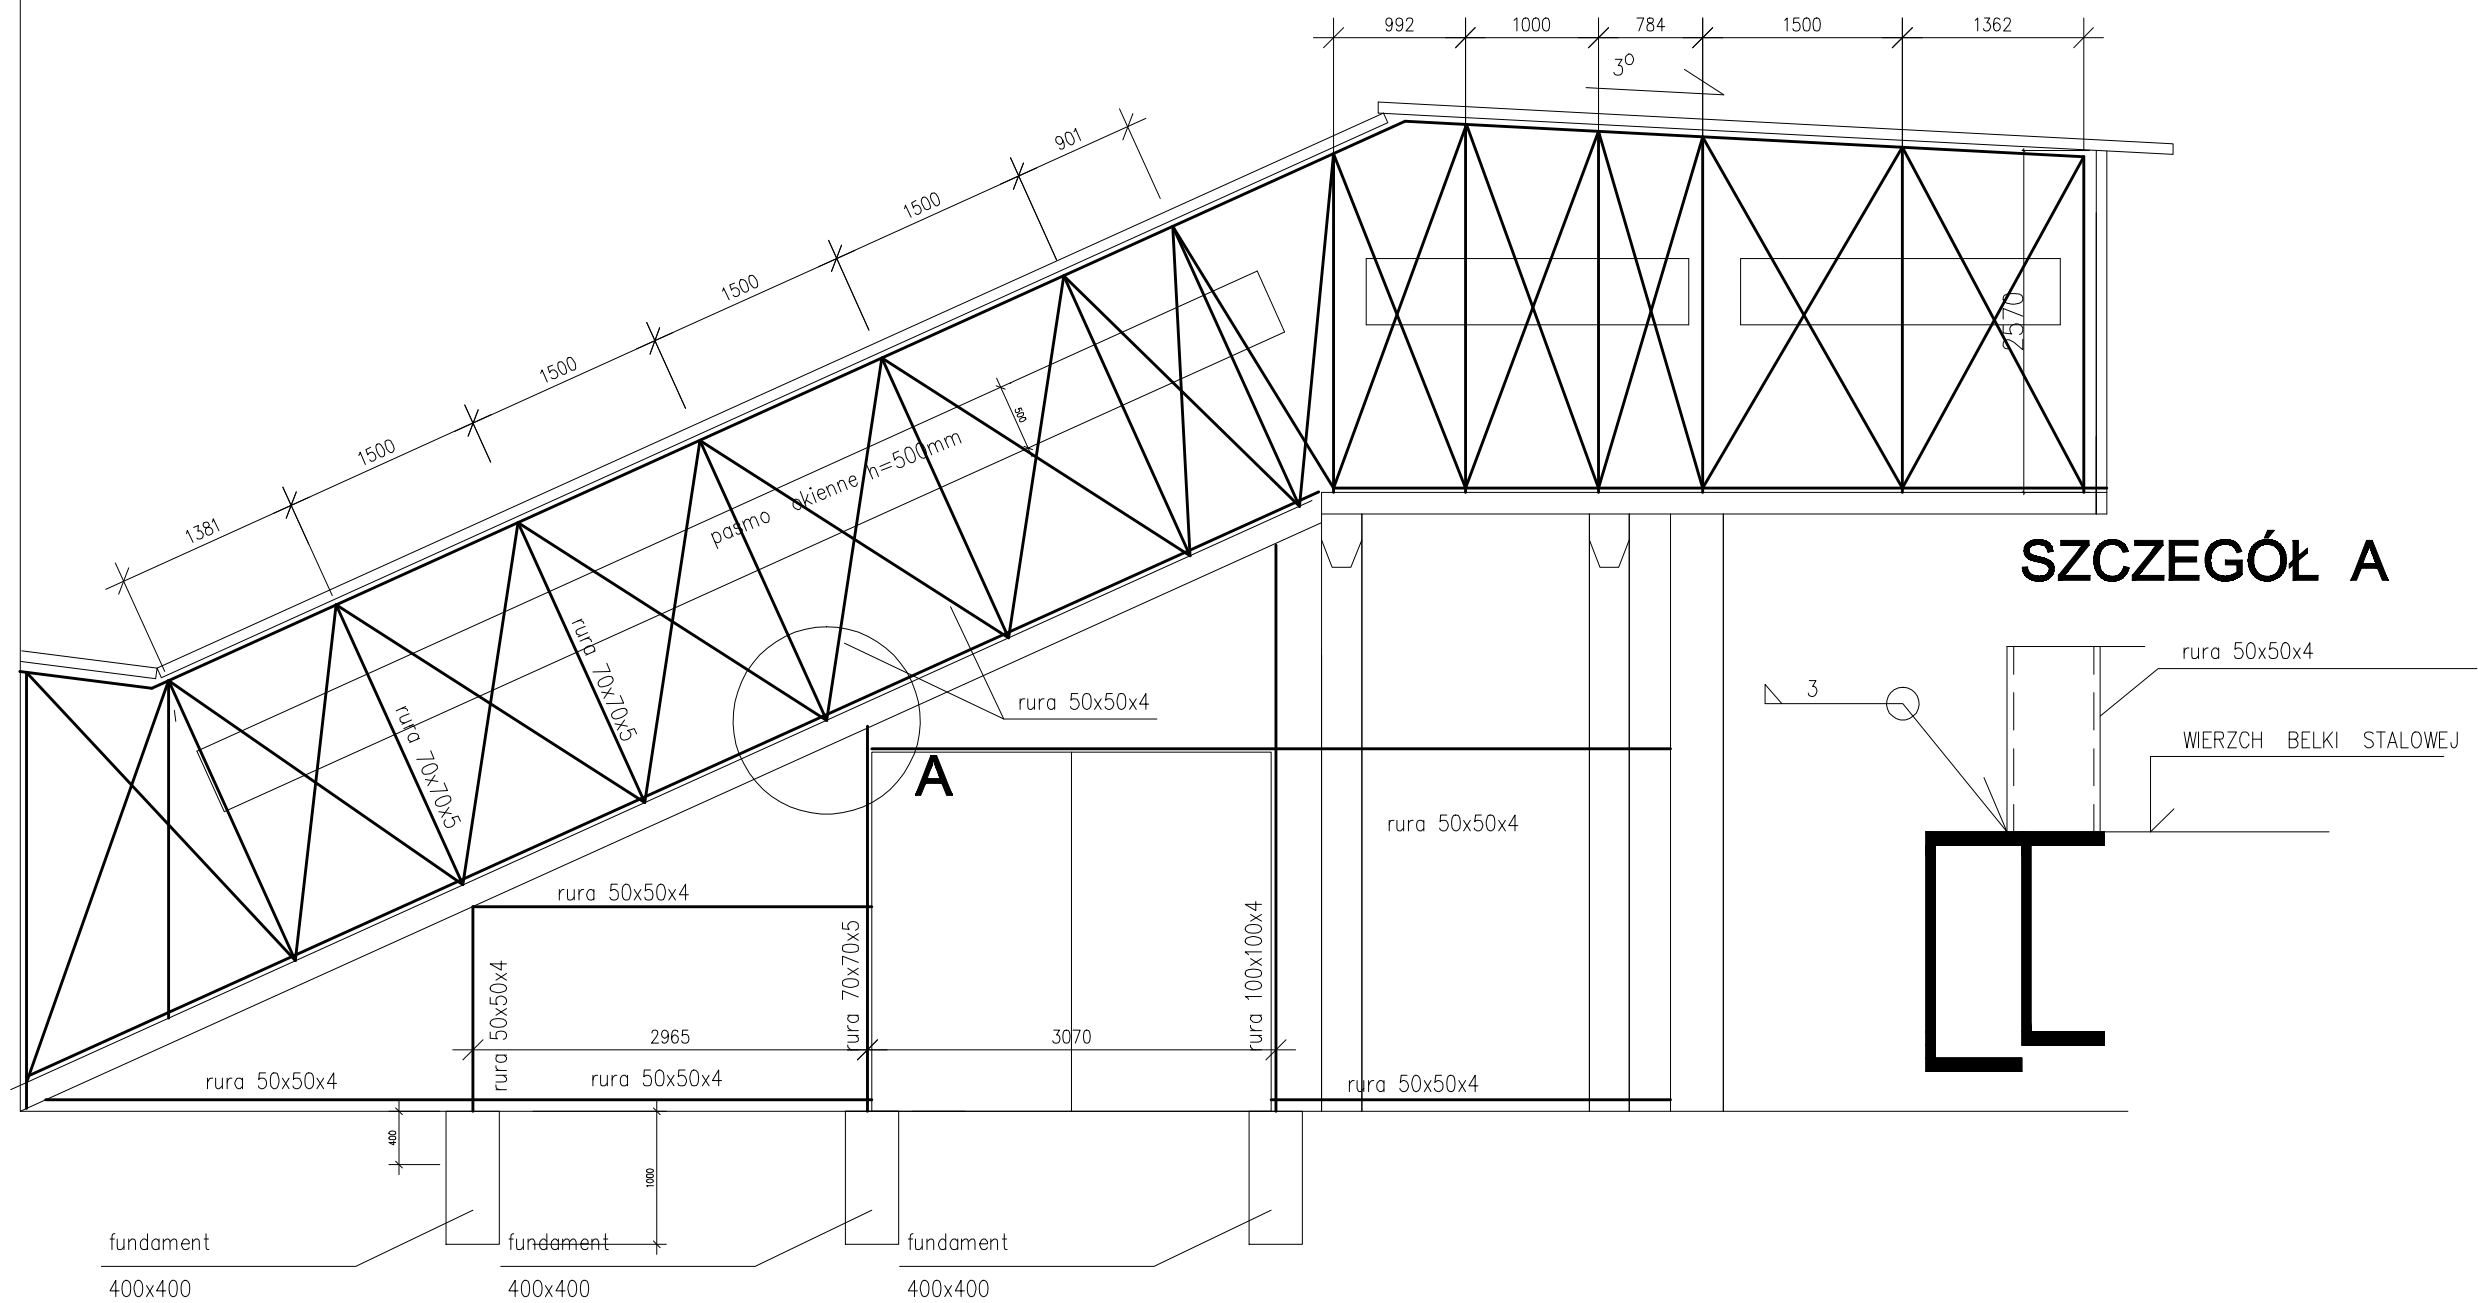 992 1000 784 1500 1362
3°
901
1500
1500
1500
1500
1381
500
pasmo okienne h=500mm
2570
SZCZEGÓŁ A
rura 50x50x4
3
WIERZCH BELKI STALOWEJ
rura 70x70x5
rura 70x70x5
rura 50x50x4
A
rura 50x50x4
rura 50x50x4
rura 50x50x4
rura 70x70x5
rura 100x100x4
2965 3070
rura 50x50x4
rura 50x50x4
rura 50x50x4
400
1000
fundament
400x400
fundament
400x400
fundament
400x400